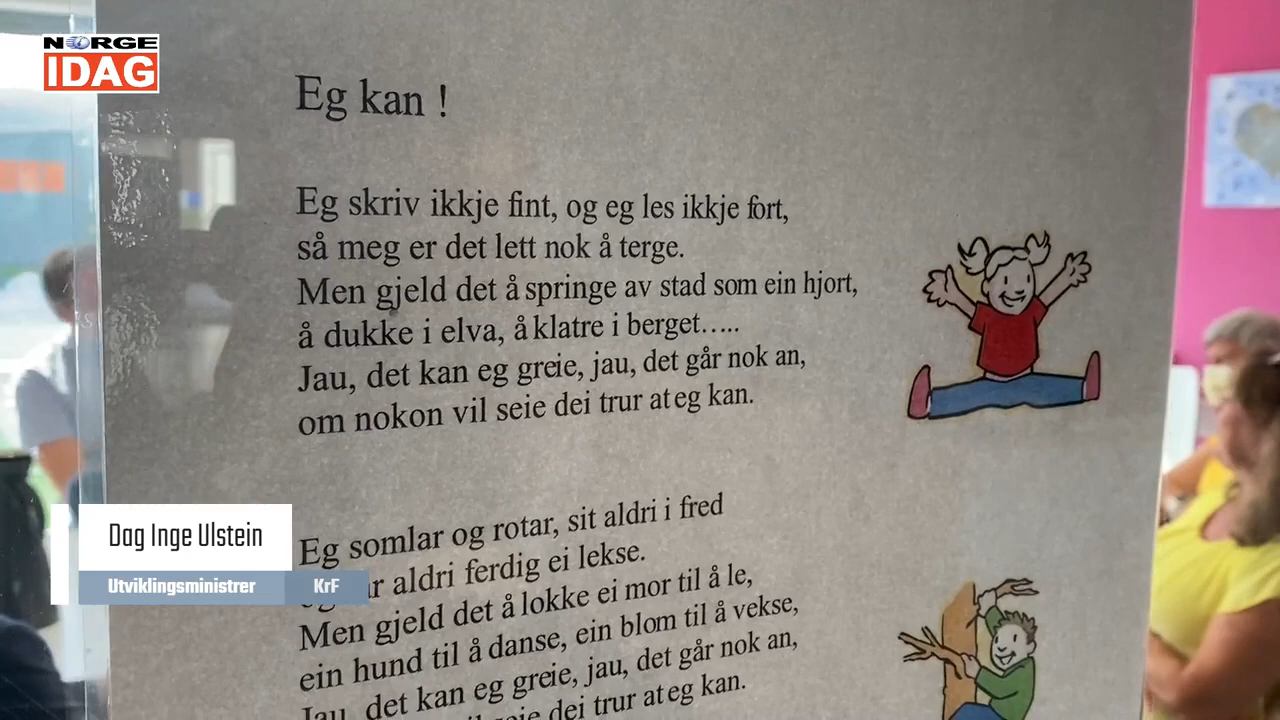 NORGE
IDAG
Eg kan !
Eg skriv ikkje fint, og eg les ikkje fort,
så meg er det lett nok å terge.
Men gjeld det å springe av stad som ein hjort,
å dukke i elva, å klatre i berget.....
Jau, det kan eg greie, jau, det går nok an,
om nokon vil seie dei trur at eg kan.
Eg somlar og rotar, sit aldri i fred
aldri ferdig ei lekse.
Men gjeld det å lokke ei mor til å le,
ein hund til å danse, ein blom til å vekse,
Jau, det kan eg greie, jau, det går nok an,
dei trur at eg kan.
Dag Inge Ulstein
Utviklingsministrer KrF